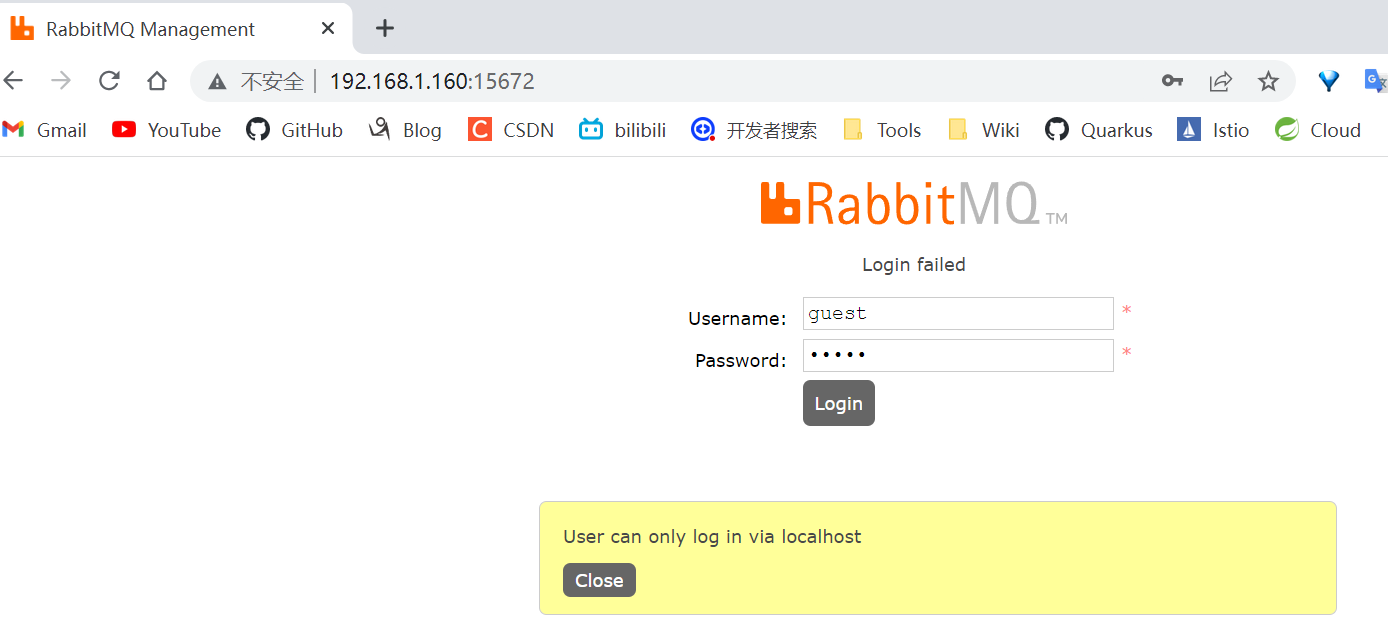 RabbitMQ Management
不安全 192.168.1.160:15672
Gmail YouTube GitHub Blog CSDN bilibili 开发者搜索 Tools Wiki Quarkus Istio Cloud
RabbitMQ TM
Login failed
Username: guest *
Password: ••••• *
Login
User can only log in via localhost
Close